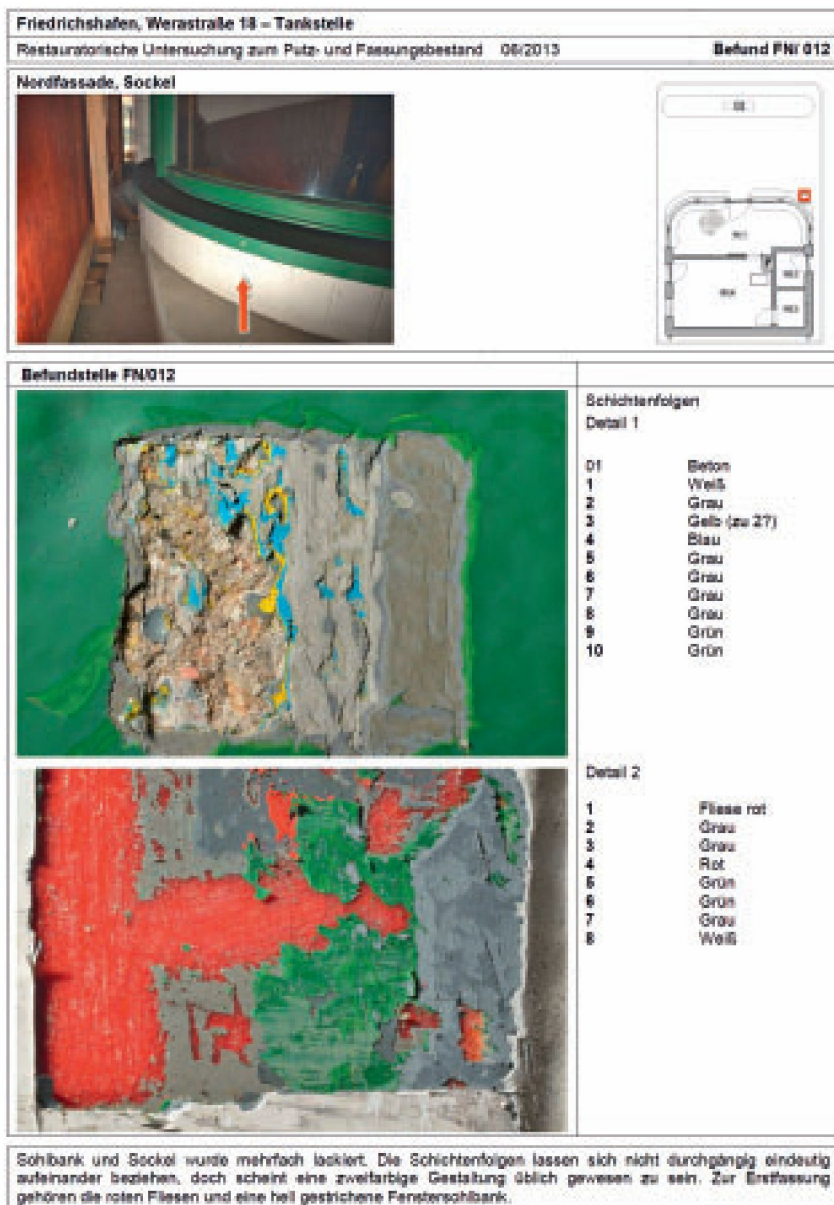 Friedrichshafen, Werastraße 18 – Tankstelle
Restauratorische Untersuchung zum Putz- und Fassungsbestand 06/2013 Befund FN/ 012
Nordfassade, Sockel
Befundstelle FN/012
Schichtenfolgen
Detail 1
01 Beton
1 Weiß
2 Grau
3 Gelb (zu 2?)
4 Blau
5 Grau
6 Grau
7 Grau
8 Grau
9 Grün
10 Grün
Detail 2
1 Fliese rot
2 Grau
3 Grau
4 Rot
5 Grün
6 Grün
7 Grau
8 Weiß
Sohlbank und Sockel wurde mehrfach lackiert. Die Schichtenfolgen lassen sich nicht durchgängig eindeutig
aufeinander beziehen, doch scheint eine zweifarbige Gestaltung üblich gewesen zu sein. Zur Erstfassung
gehören die roten Fliesen und eine hell gestrichene Fenstersohlbank.